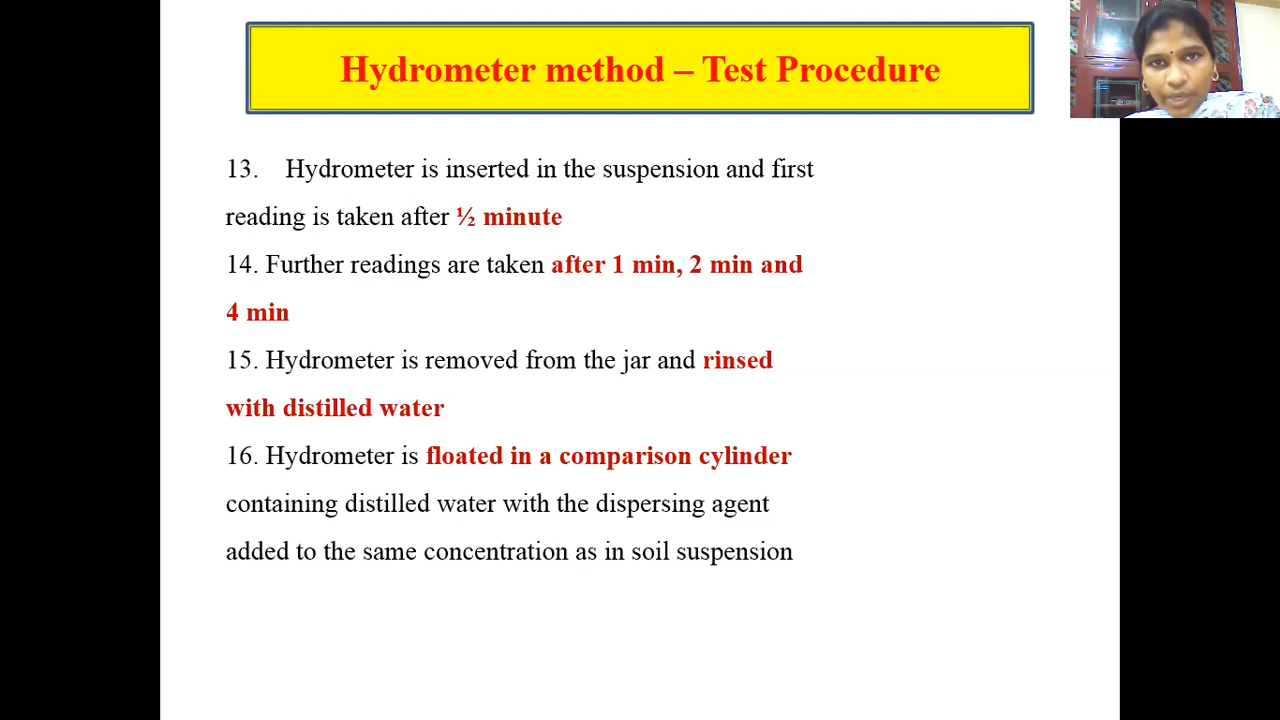 Hydrometer method – Test Procedure
13. Hydrometer is inserted in the suspension and first
reading is taken after ½ minute
14. Further readings are taken after 1 min, 2 min and
4 min
15. Hydrometer is removed from the jar and rinsed
with distilled water
16. Hydrometer is floated in a comparison cylinder
containing distilled water with the dispersing agent
added to the same concentration as in soil suspension